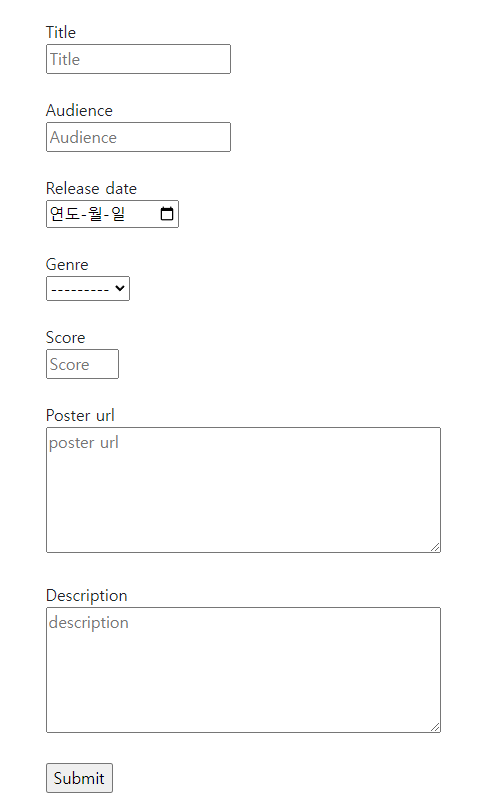 Title
Title
Audience
Audience
Release date
연도-월-일
Genre
---------
Score
Score
Poster url
poster url
Description
description
Submit